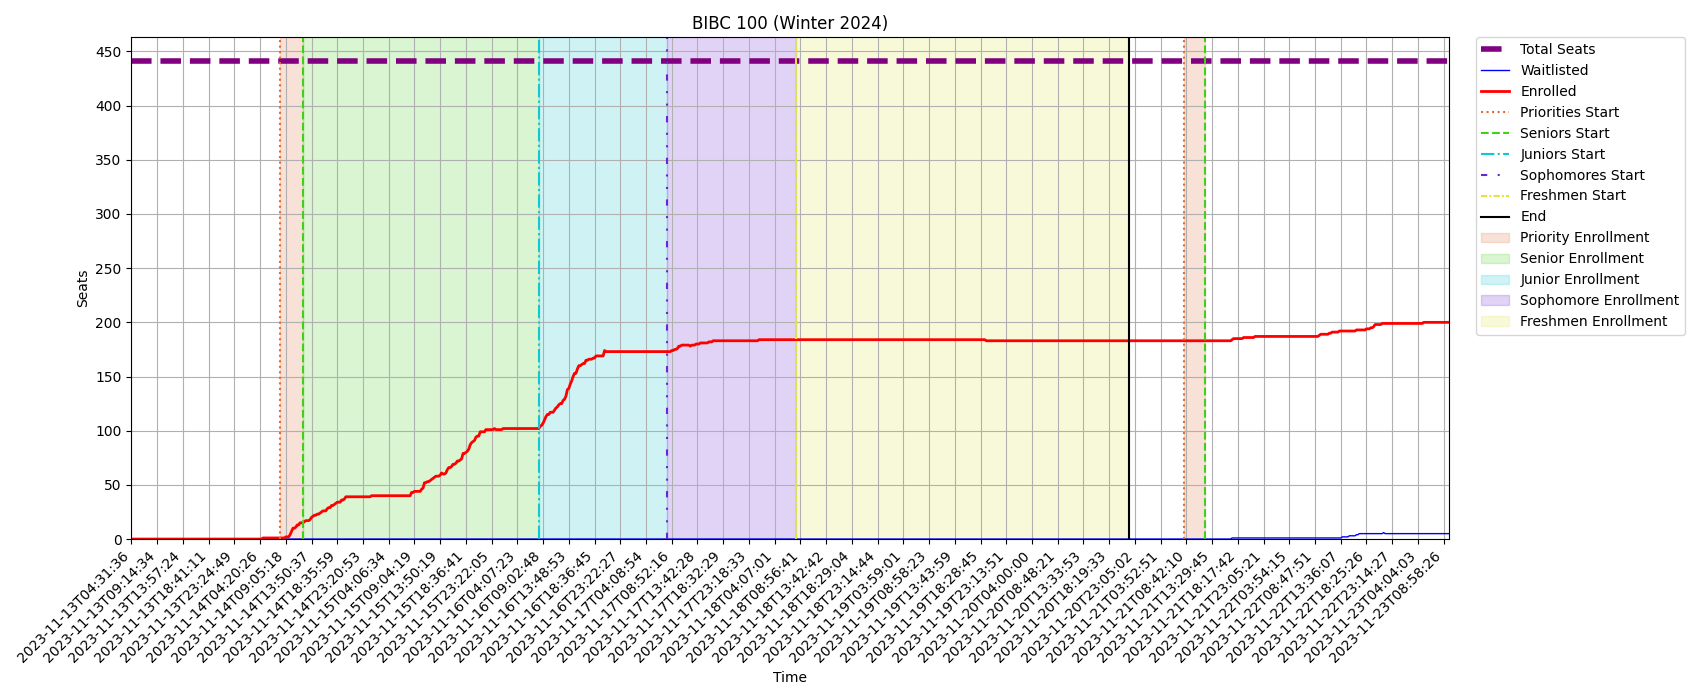 BIBC 100 (Winter 2024)
Seats
450
400
350
300
250
200
150
100
50
0
2023-11-13T04:31:36
2023-11-13T09:14:34
2023-11-13T13:57:24
2023-11-13T18:41:11
2023-11-13T23:24:49
2023-11-14T04:20:26
2023-11-14T09:05:18
2023-11-14T13:50:37
2023-11-14T18:35:59
2023-11-14T23:20:53
2023-11-15T04:06:34
2023-11-15T09:04:19
2023-11-15T13:50:19
2023-11-15T18:36:41
2023-11-15T23:22:05
2023-11-16T04:07:23
2023-11-16T09:02:48
2023-11-16T13:48:53
2023-11-16T18:36:45
2023-11-16T23:22:27
2023-11-17T04:08:54
2023-11-17T08:52:16
2023-11-17T13:42:28
2023-11-17T18:32:29
2023-11-17T23:18:33
2023-11-18T04:07:01
2023-11-18T08:56:41
2023-11-18T13:42:42
2023-11-18T18:29:04
2023-11-18T23:14:44
2023-11-19T03:59:01
2023-11-19T08:58:23
2023-11-19T13:43:59
2023-11-19T18:28:45
2023-11-19T23:13:51
2023-11-20T04:00:00
2023-11-20T08:48:21
2023-11-20T13:33:53
2023-11-20T18:19:33
2023-11-20T23:05:02
2023-11-21T03:52:51
2023-11-21T08:42:10
2023-11-21T13:29:45
2023-11-21T18:17:42
2023-11-21T23:05:21
2023-11-22T03:54:15
2023-11-22T08:47:51
2023-11-22T13:36:07
2023-11-22T18:25:26
2023-11-22T23:14:27
2023-11-23T04:04:03
2023-11-23T08:58:26
Time
Total Seats
Waitlisted
Enrolled
Priorities Start
Seniors Start
Juniors Start
Sophomores Start
Freshmen Start
End
Priority Enrollment
Senior Enrollment
Junior Enrollment
Sophomore Enrollment
Freshmen Enrollment